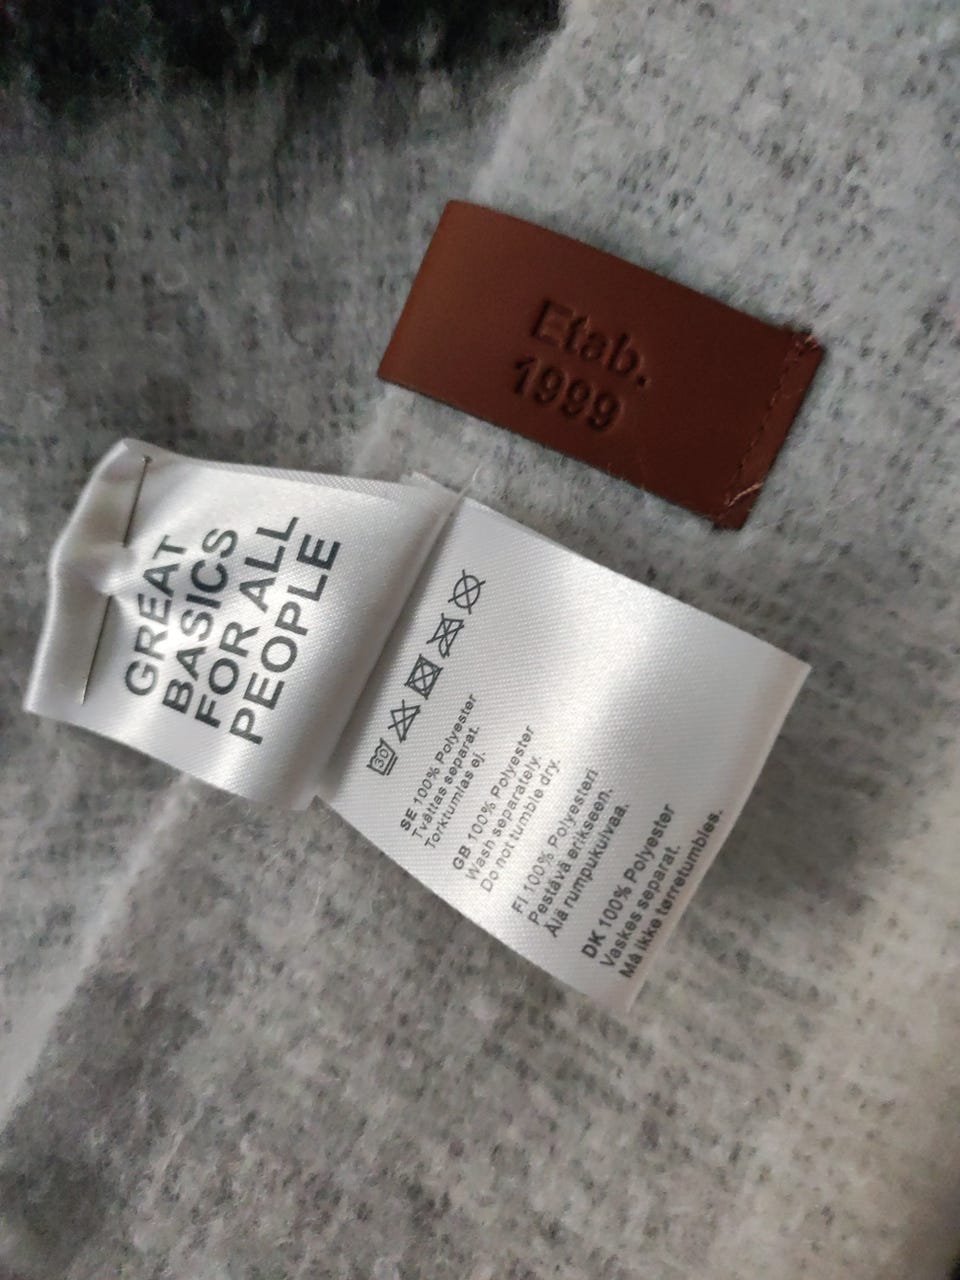 Etab.
1999
GREAT
BASICS
FOR ALL
PEOPLE
30
SE 100% Polyester
Tvättas separat.
Torktumlas ej.
GB 100% Polyester
Wash separately.
Do not tumble dry.
FI 100% Polyesteri
Pestävä erikseen.
Älä rumpukuivaa.
DK 100% Polyester
Vaskes separat.
Må ikke tørretumbles.